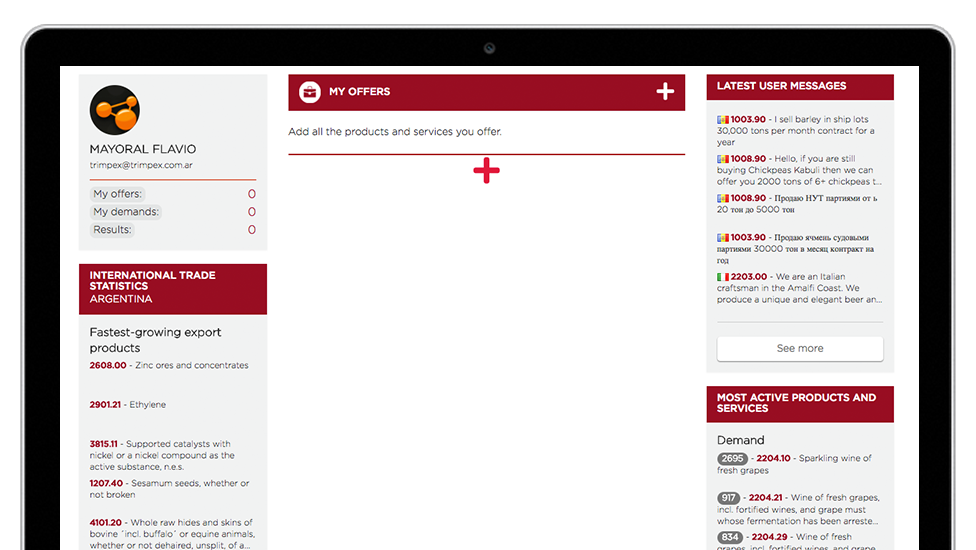 MAYORAL FLAVIO
trimpex@trimpex.com.ar
My offers: 0
My demands: 0
Results: 0
INTERNATIONAL TRADE
STATISTICS
ARGENTINA
Fastest-growing export
products
2608.00 - Zinc ores and concentrates
2901.21 - Ethylene
3815.11 - Supported catalysts with
nickel or a nickel compound as the
active substance, n.e.s.
1207.40 - Sesamum seeds, whether or
not broken
4101.20 - Whole raw hides and skins of
bovine ´incl. buffalo´ or equine animals,
whether or not dehaired, unsplit, of a...
MY OFFERS
Add all the products and services you offer.
LATEST USER MESSAGES
1003.90 - I sell barley in ship lots
30,000 tons per month contract for a
year
1008.90 - Hello, if you are still
buying Chickpeas Kabuli then we can
offer you 2000 tons of 6+ chickpeas t...
1008.90 - Продаю НУТ партиями от ь
20 тон до 5000 тон
1003.90 - Продаю ячмень судовыми
партиями 30000 тон в месяц контракт на
год
2203.00 - We are an Italian
craftsman in the Amalfi Coast. We
produce a unique and elegant beer an...
See more
MOST ACTIVE PRODUCTS AND
SERVICES
Demand
2695 - 2204.10 - Sparkling wine of
fresh grapes
917 - 2204.21 - Wine of fresh grapes,
incl. fortified wines, and grape must
whose fermentation has been arreste...
834 - 2204.29 - Wine of fresh
grapes, incl. fortified wines, and grape